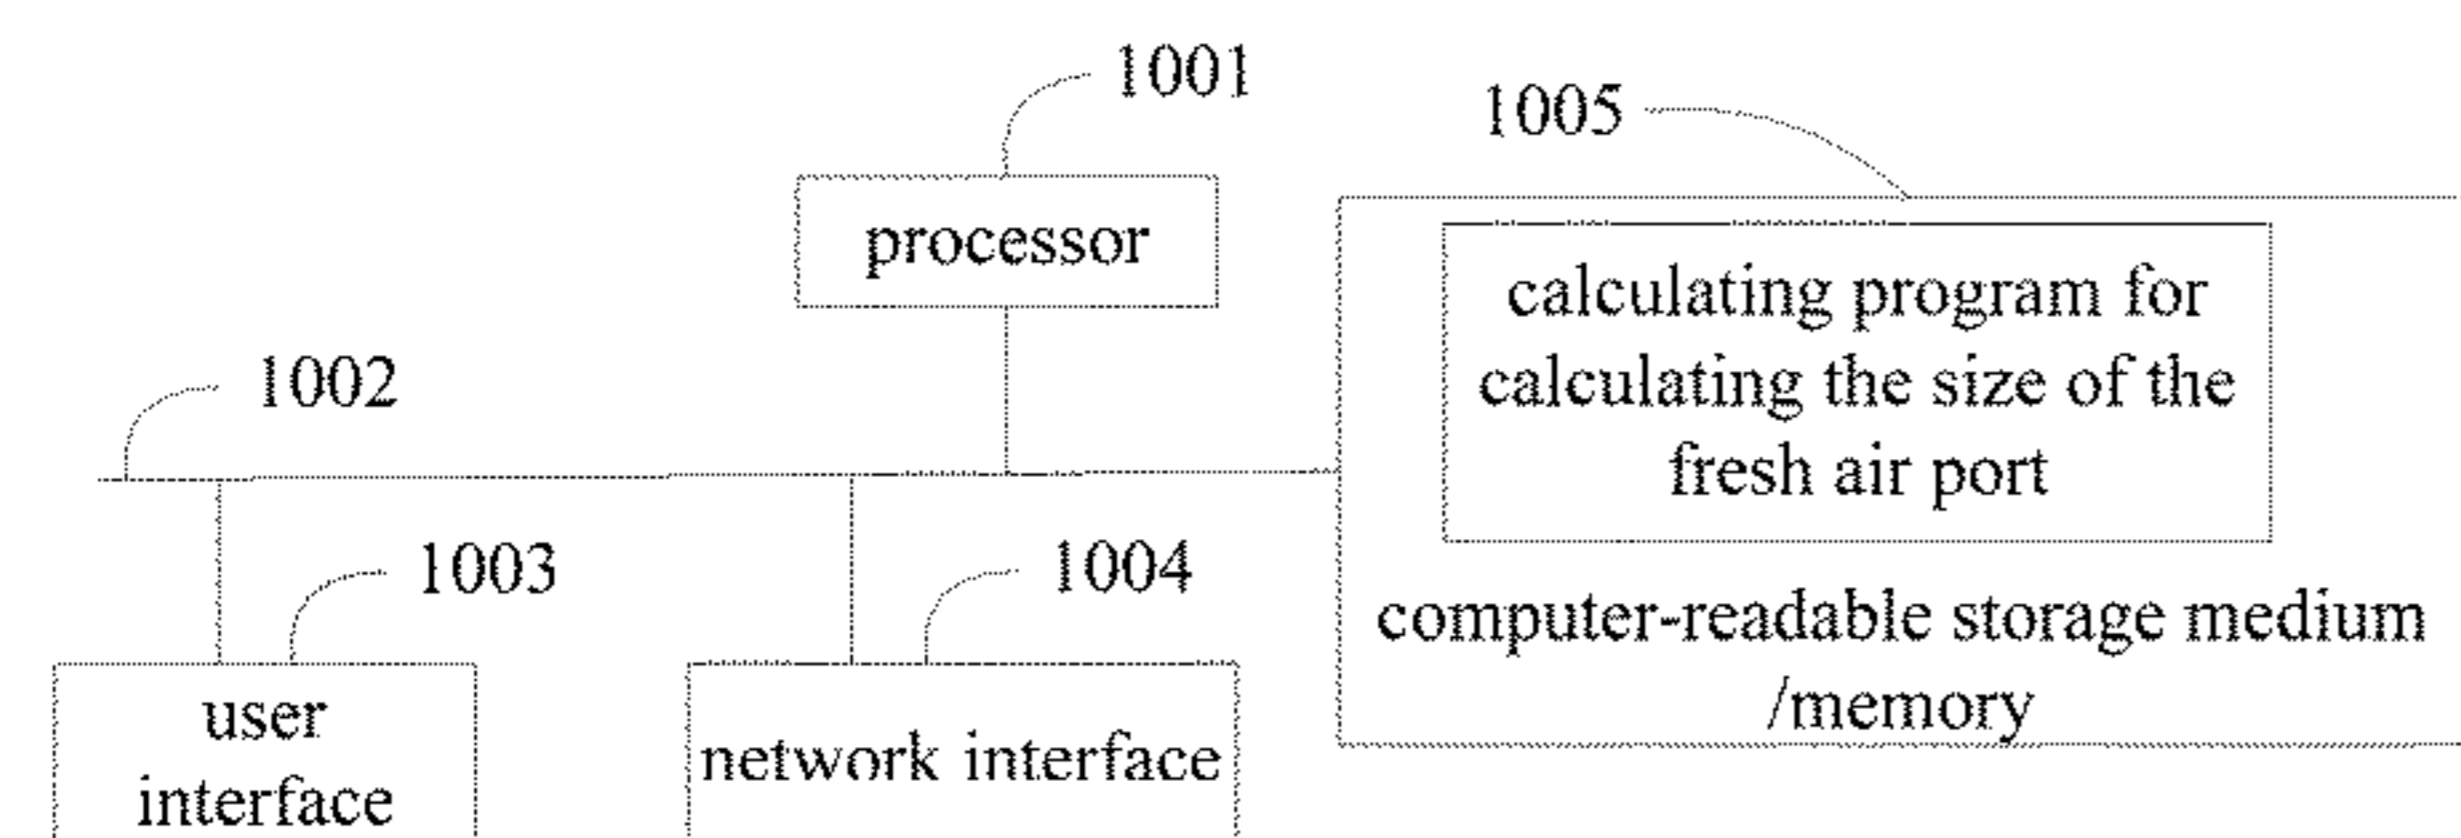 1001
1005
processor
calculating program for
calculating the size of the
fresh air port
1002
1003
1004
computer-readable storage medium
/memory
user
interface
network interface